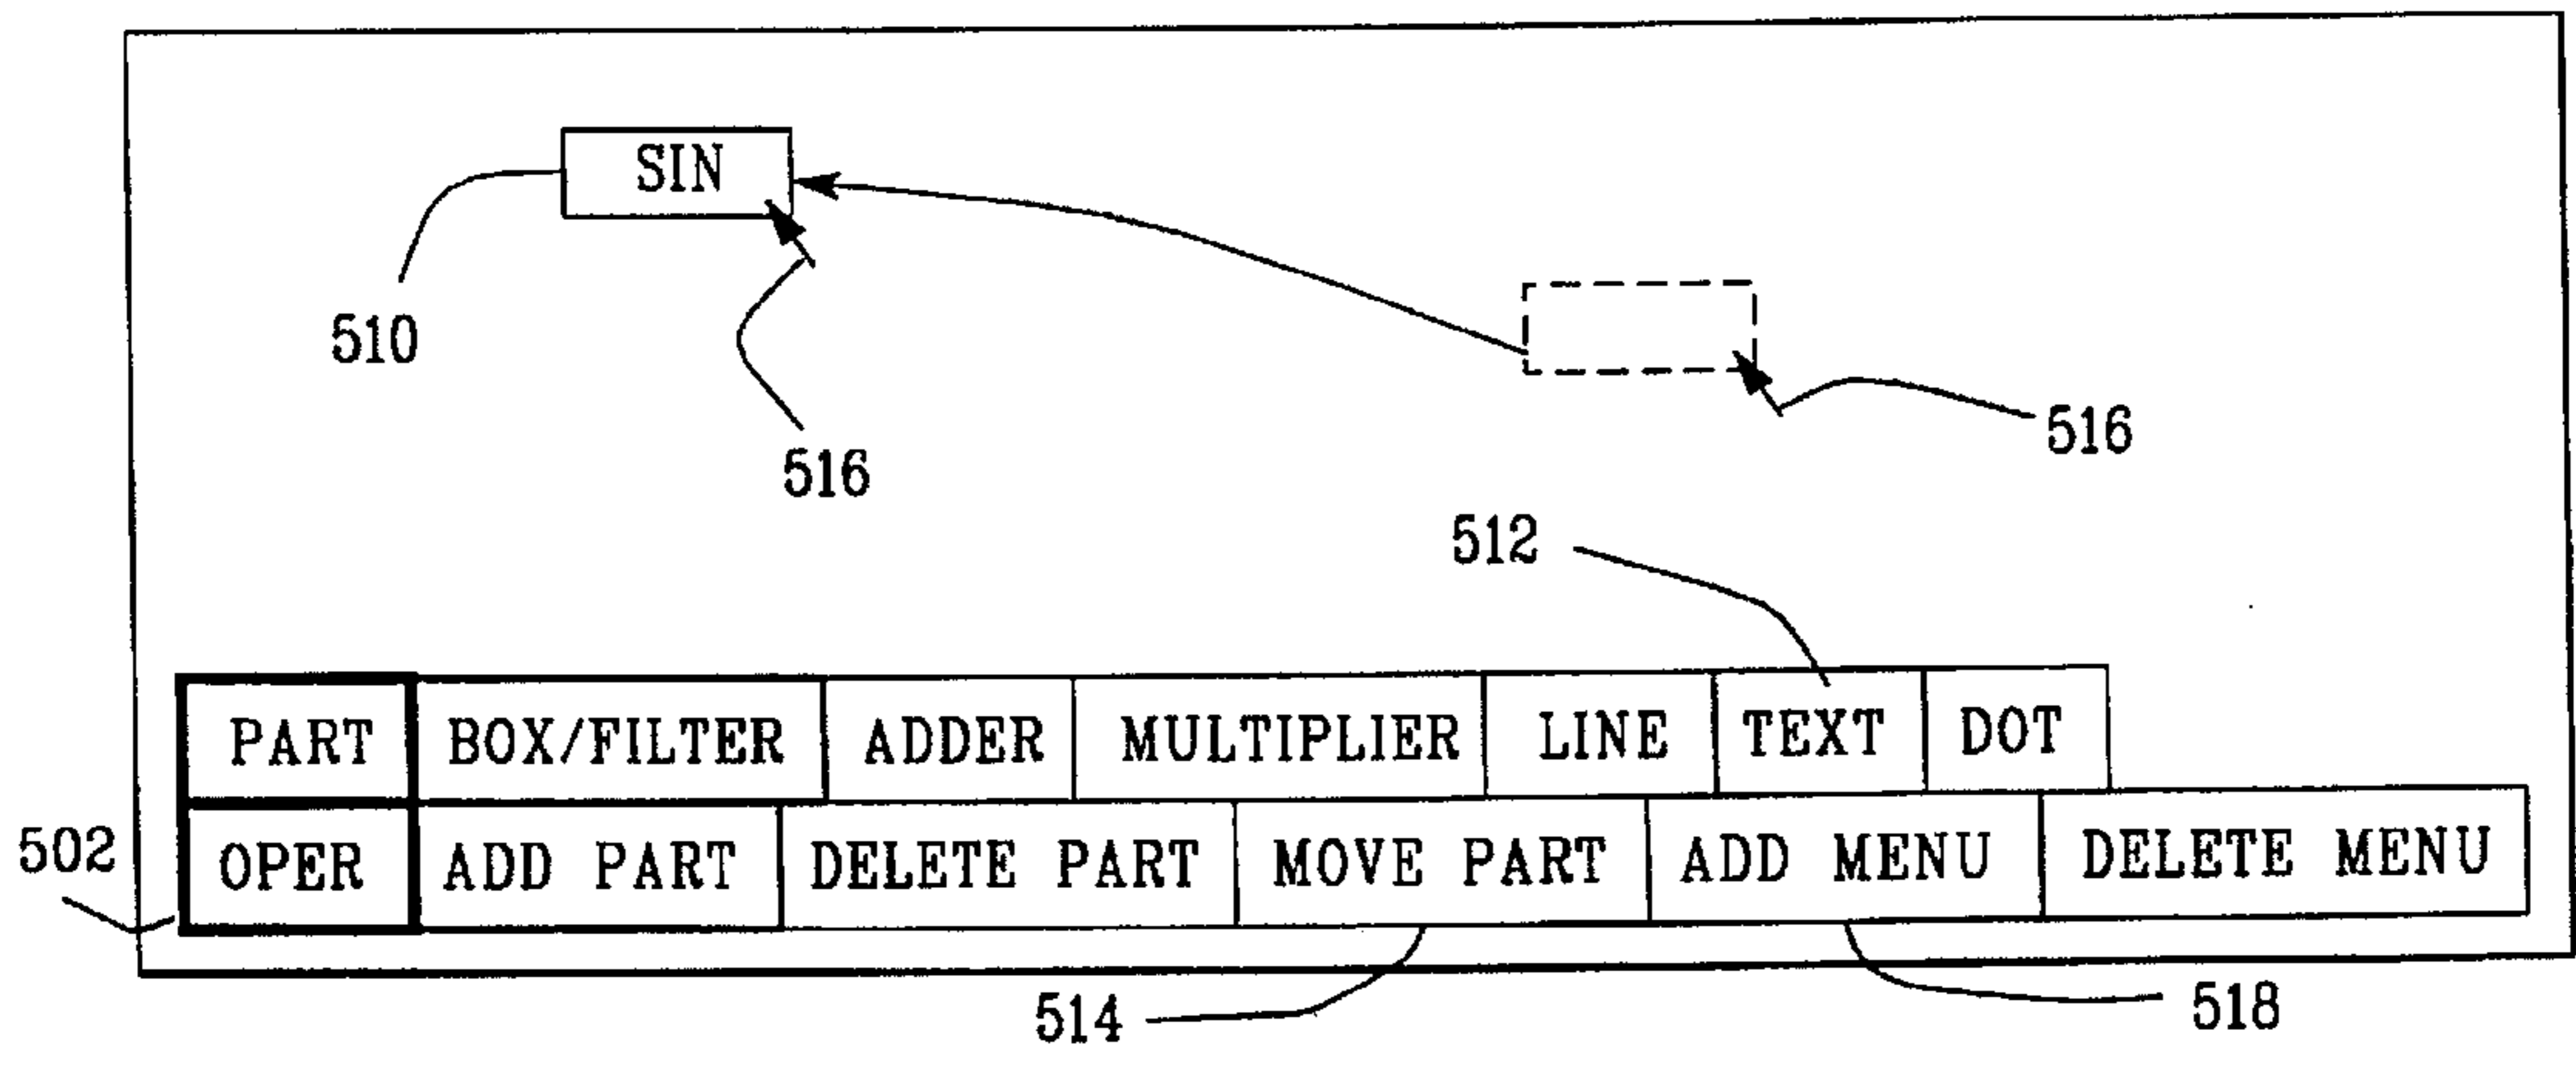 SIN
510
516
516
512
PART BOX/FILTER ADDER MULTIPLIER LINE TEXT DOT
502
OPER ADD PART DELETE PART MOVE PART ADD MENU DELETE MENU
514
518